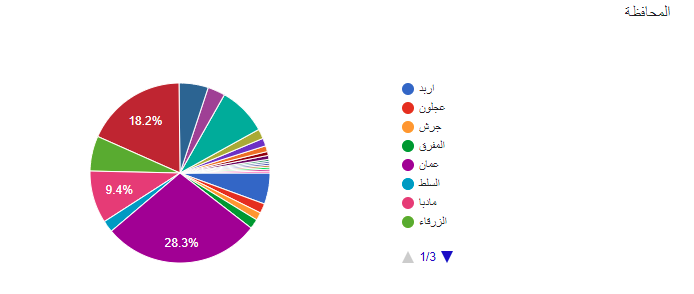 المحافظة
اربد
عجلون
جرش
المفرق
عمان
السلط
مادبا
الزرقاء
1/3
18.2%
9.4%
28.3%